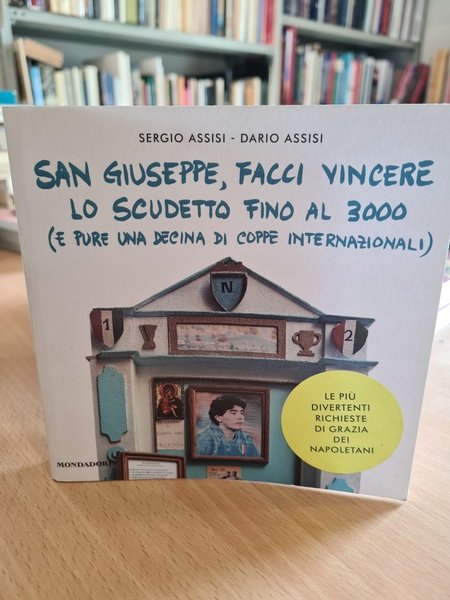 SERGIO ASSISI - DARIO ASSISI
SAN GIUSEPPE, FACCI VINCERE
LO SCUDETTO FINO AL 3000
(E PURE UNA DECINA DI COPPE INTERNAZIONALI)
N
1
2
LE PIÙ
DIVERTENTI
RICHIESTE
DI GRAZIA
DEI
NAPOLETANI
MONDADORI